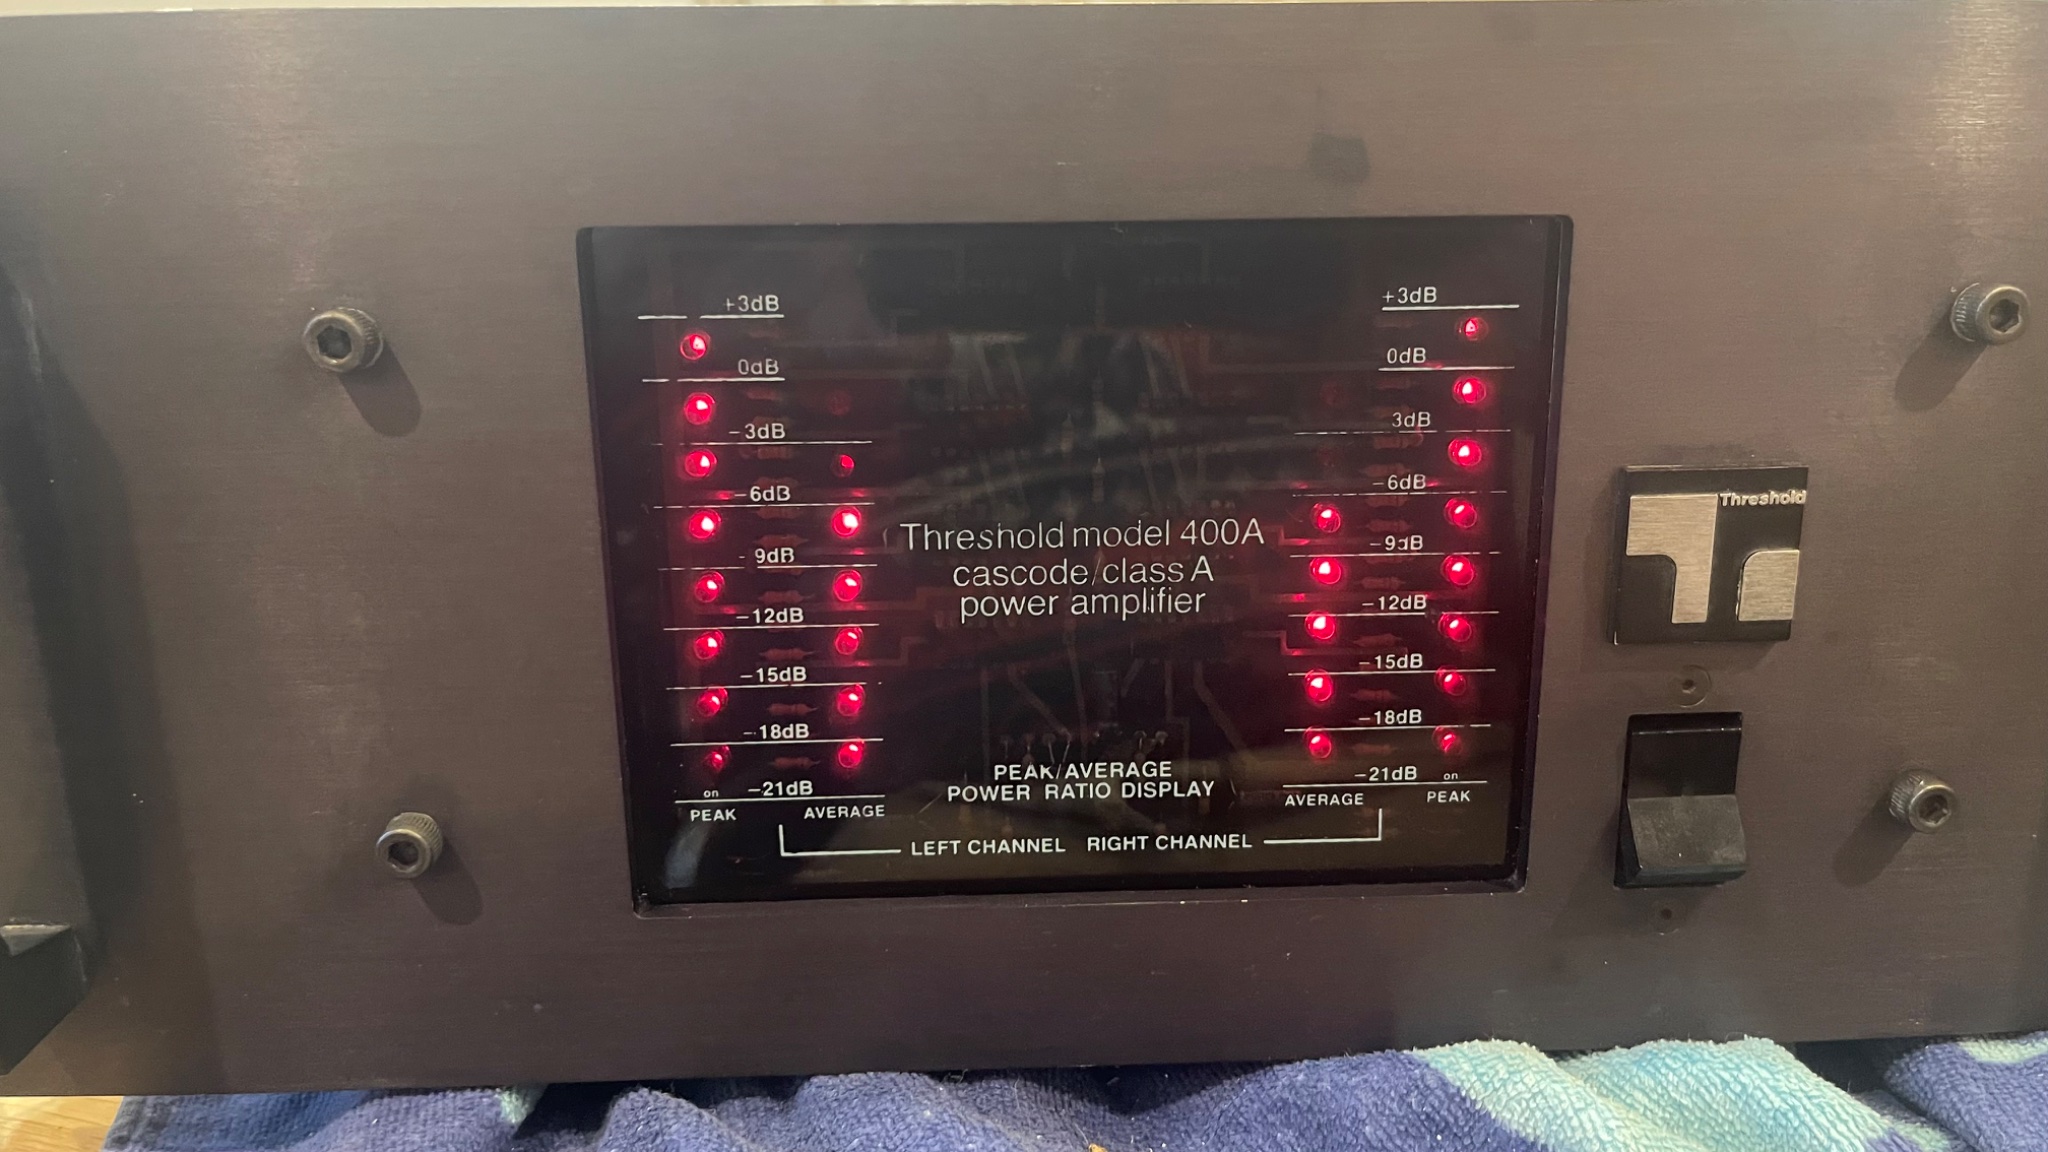 +3dB +3dB
0dB 0dB
-3dB 3dB
-6dB -6dB
-9dB -9dB
-12dB -12dB
-15dB -15dB
-18dB -18dB
on -21dB -21dB on
PEAK AVERAGE AVERAGE PEAK
Threshold model 400A
cascode/class A
power amplifier
PEAK/AVERAGE
POWER RATIO DISPLAY
LEFT CHANNEL RIGHT CHANNEL
Threshold